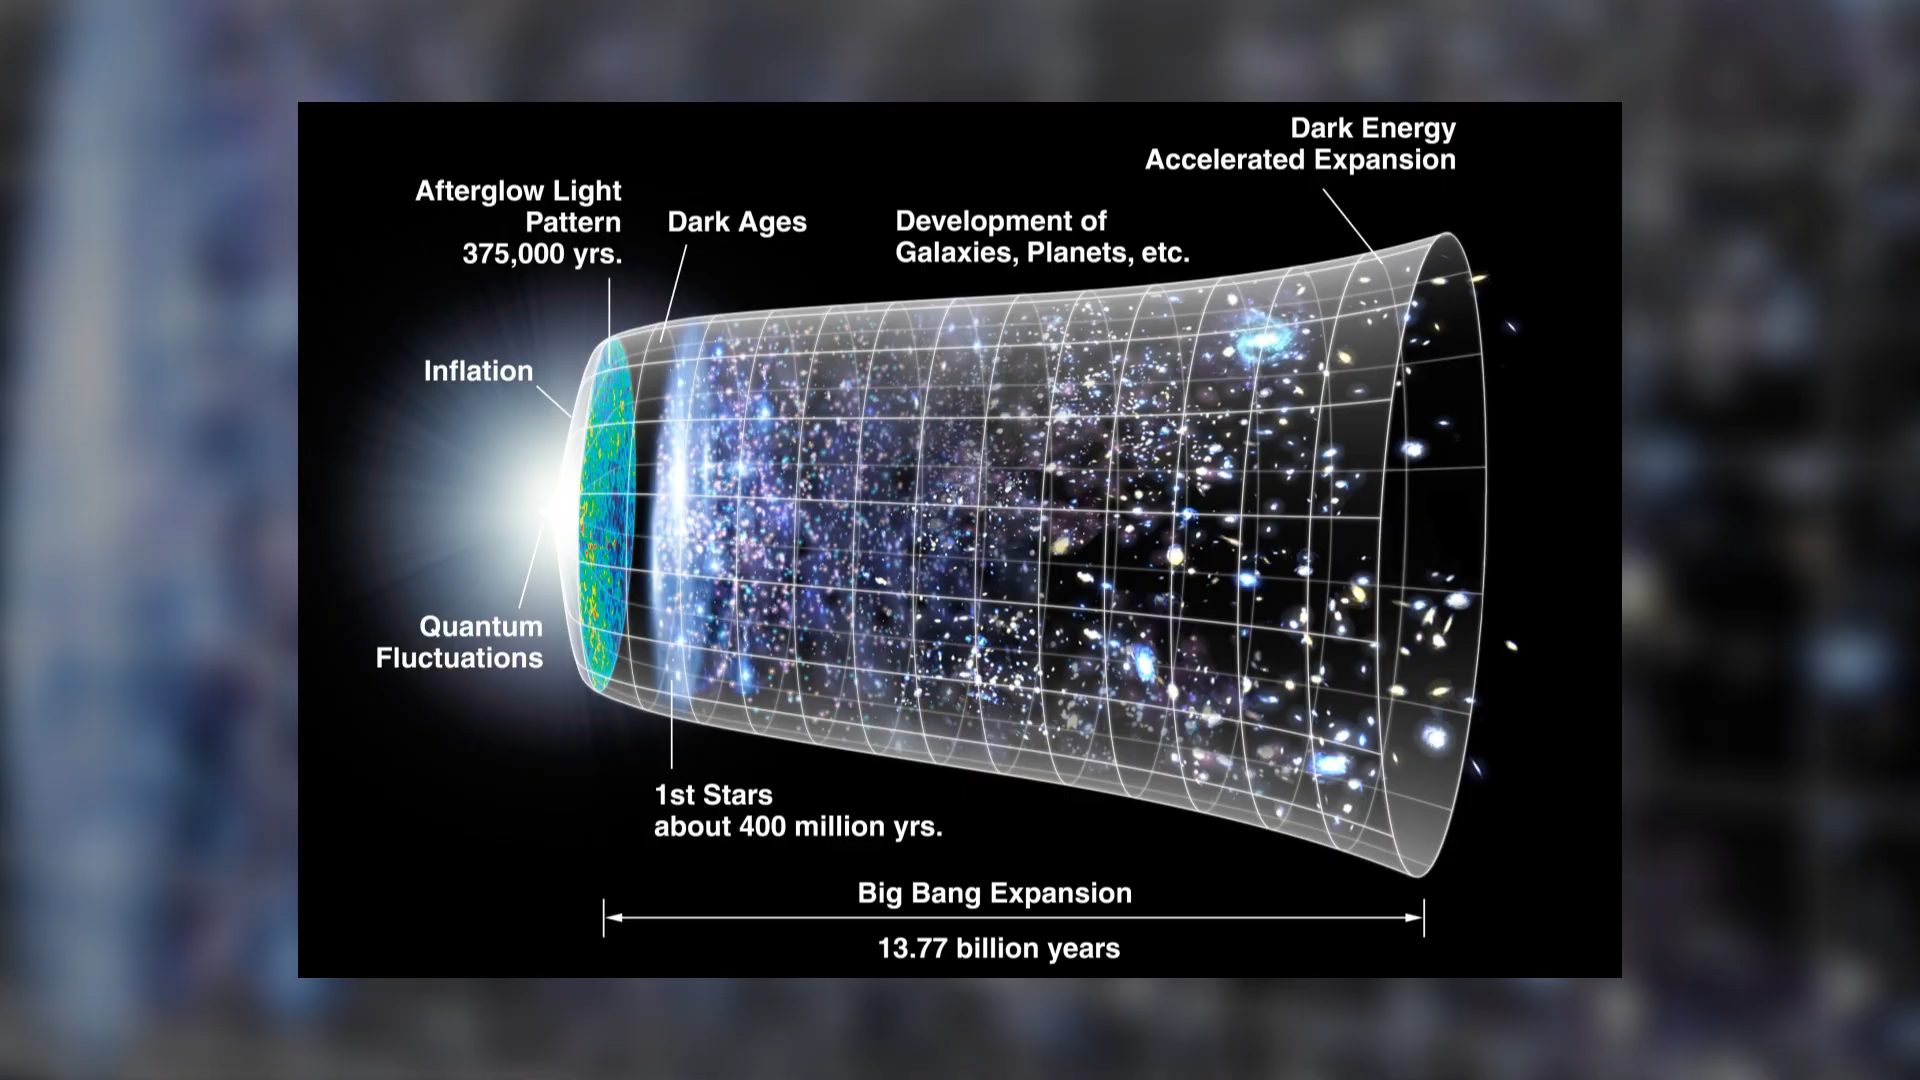 Dark Energy
Accelerated Expansion
Afterglow Light
Pattern
375,000 yrs.
Dark Ages
Development of
Galaxies, Planets, etc.
Inflation
Quantum
Fluctuations
1st Stars
about 400 million yrs.
Big Bang Expansion
13.77 billion years